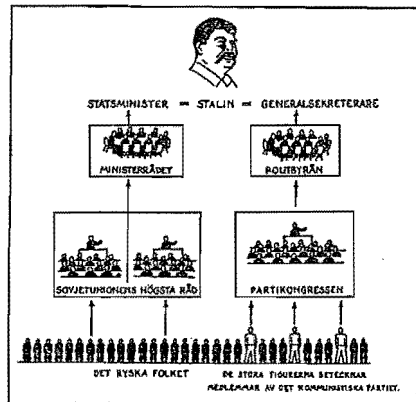 STATSMINISTER = STALIN = GENERALSEKRETERARE
MINISTERRÅDET
POLITBYRÅN
SOVJETUNIONENS HÖGSTA RÅD
PARTIKONGRESSEN
DET RYSKA FOLKET
DE STORA FIGURERNA BETECKNAR
MEDLEMMAR AV DET KOMMUNISTISKA PARTIET.